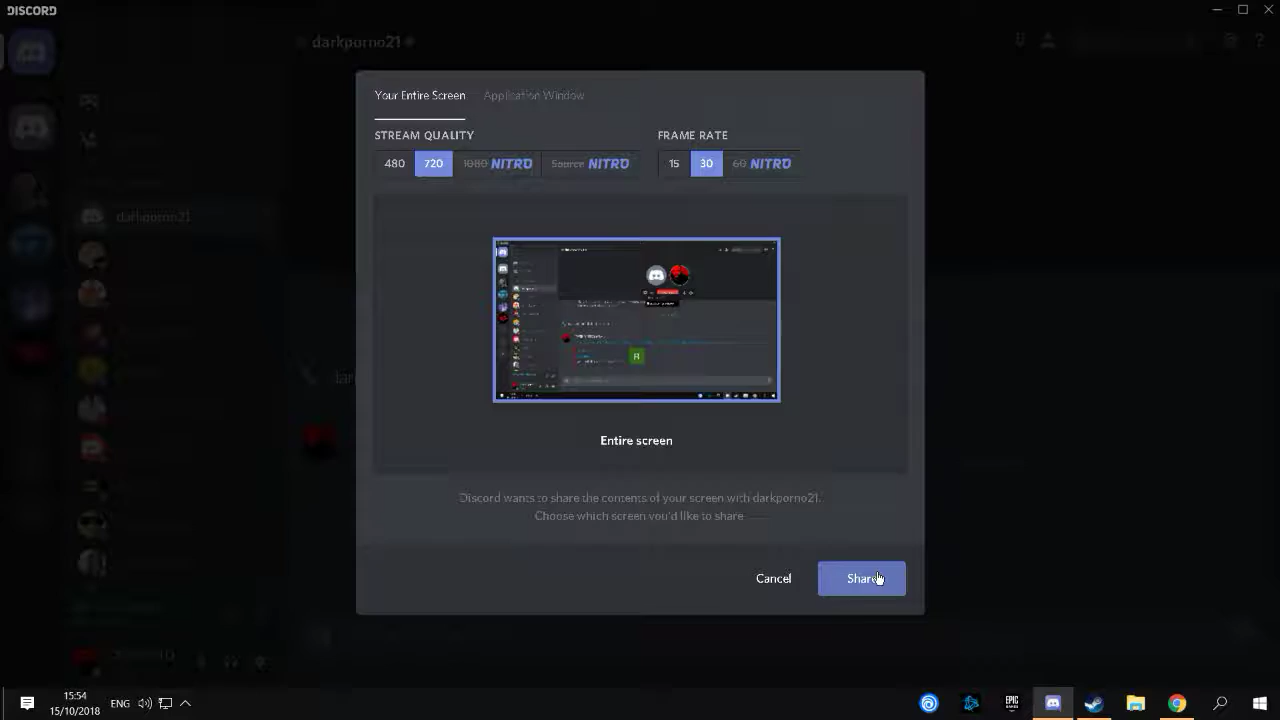 DISCORD
darkporno21
Your Entire Screen Application Window
STREAM QUALITY FRAME RATE
480 720 1080 NITRO Source NITRO 15 30 60 NITRO
darkporno21
Entire screen
Discord wants to share the contents of your screen with darkporno21.
Choose which screen you'd like to share
Cancel Share
15:54
15/10/2018
ENG
EPIC